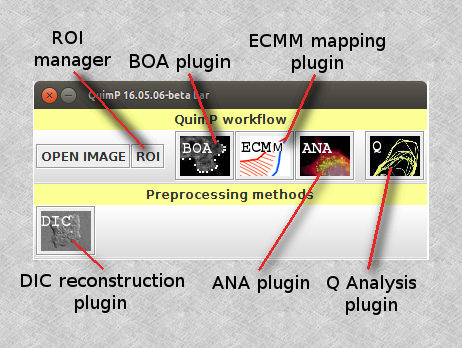 ROI
manager
BOA plugin
ECMM mapping
plugin
QuimP 16.05.06-beta bar
QuimP workflow
OPEN IMAGE
ROI
BOA
ECMM
ANA
Q
Preprocessing methods
DIC
DIC reconstruction
plugin
ANA plugin
Q Analysis
plugin